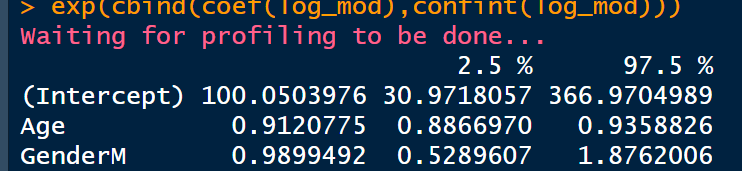 > exp(cbind(coef(log_mod),confint(log_mod)))
Waiting for profiling to be done...
2.5 % 97.5 %
(Intercept) 100.0503976 30.9718057 366.9704989
Age 0.9120775 0.8866970 0.9358826
GenderM 0.9899492 0.5289607 1.8762006